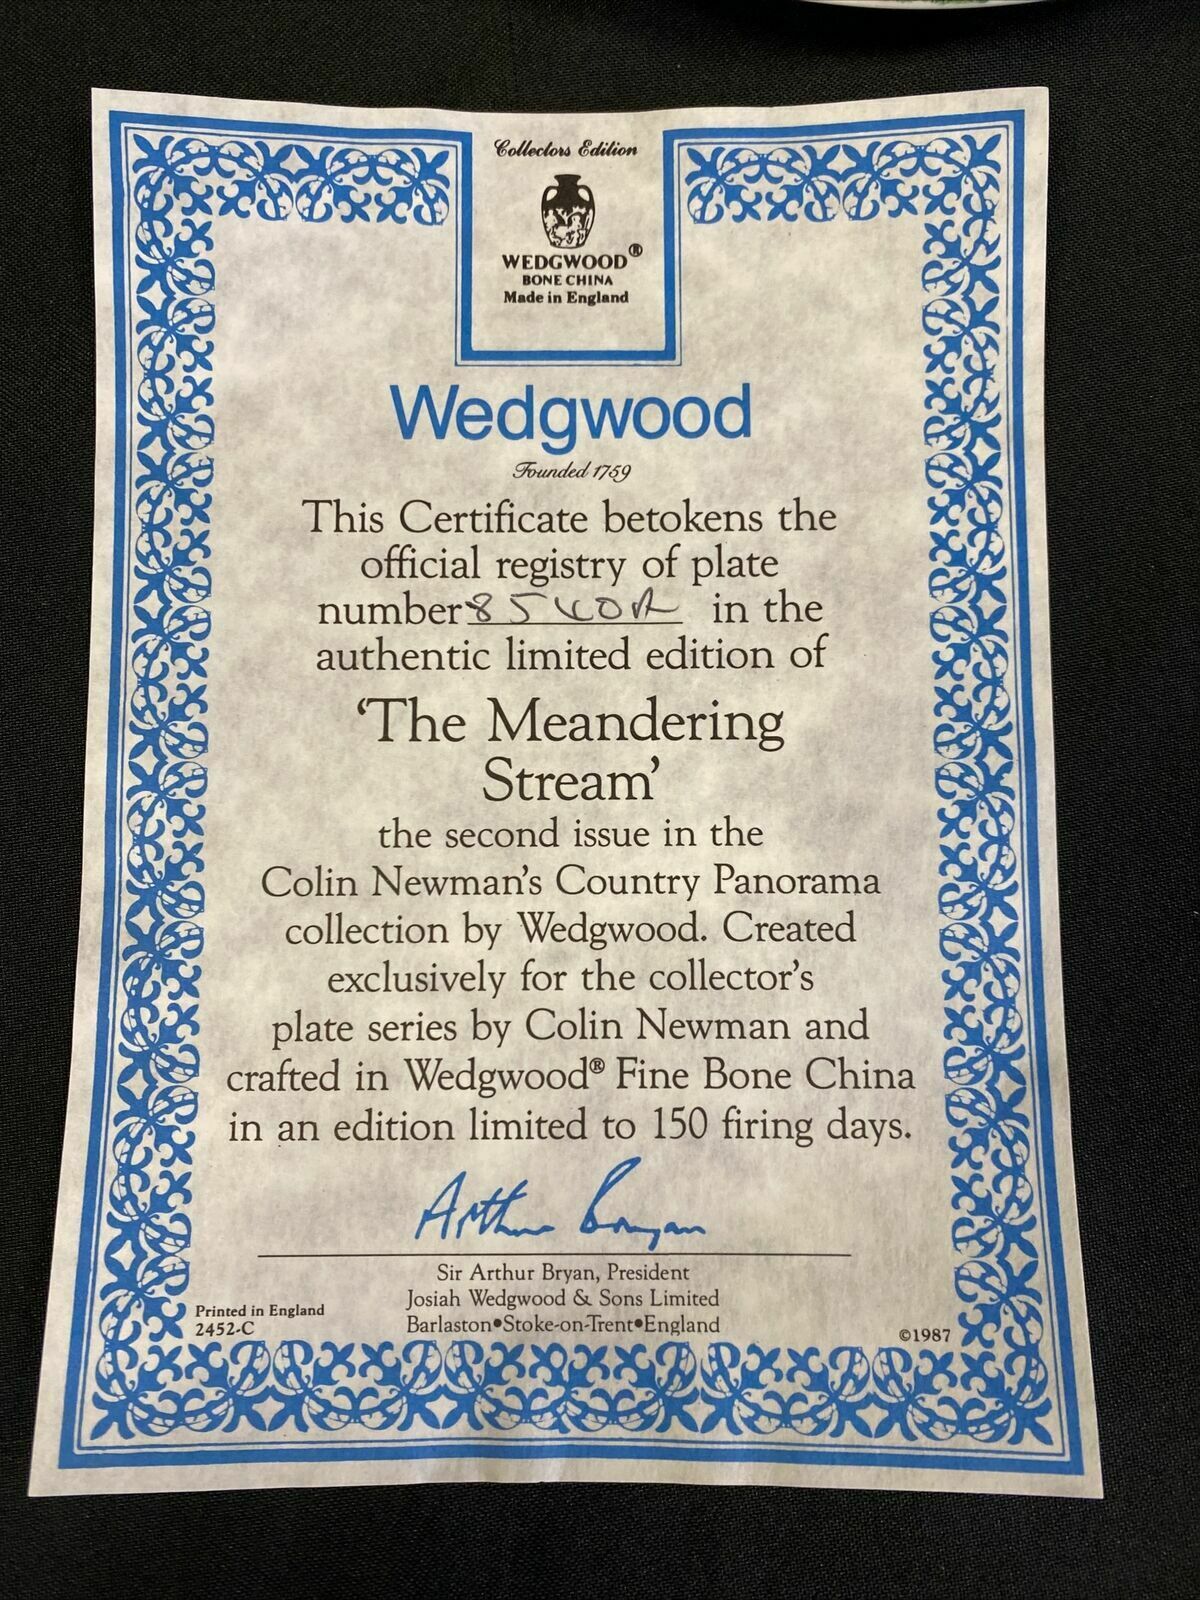 Collectors Edition
WEDGWOOD®
BONE CHINA
Made in England
Wedgwood
Founded 1759
This Certificate betokens the
official registry of plate
number in the
authentic limited edition of
‘The Meandering
Stream’
the second issue in the
Colin Newman’s Country Panorama
collection by Wedgwood. Created
exclusively for the collector’s
plate series by Colin Newman and
crafted in Wedgwood® Fine Bone China
in an edition limited to 150 firing days.
Arthur Bryan
Sir Arthur Bryan, President
Josiah Wedgwood & Sons Limited
Barlaston•Stoke-on-Trent•England
Printed in England
2452-C
©1987